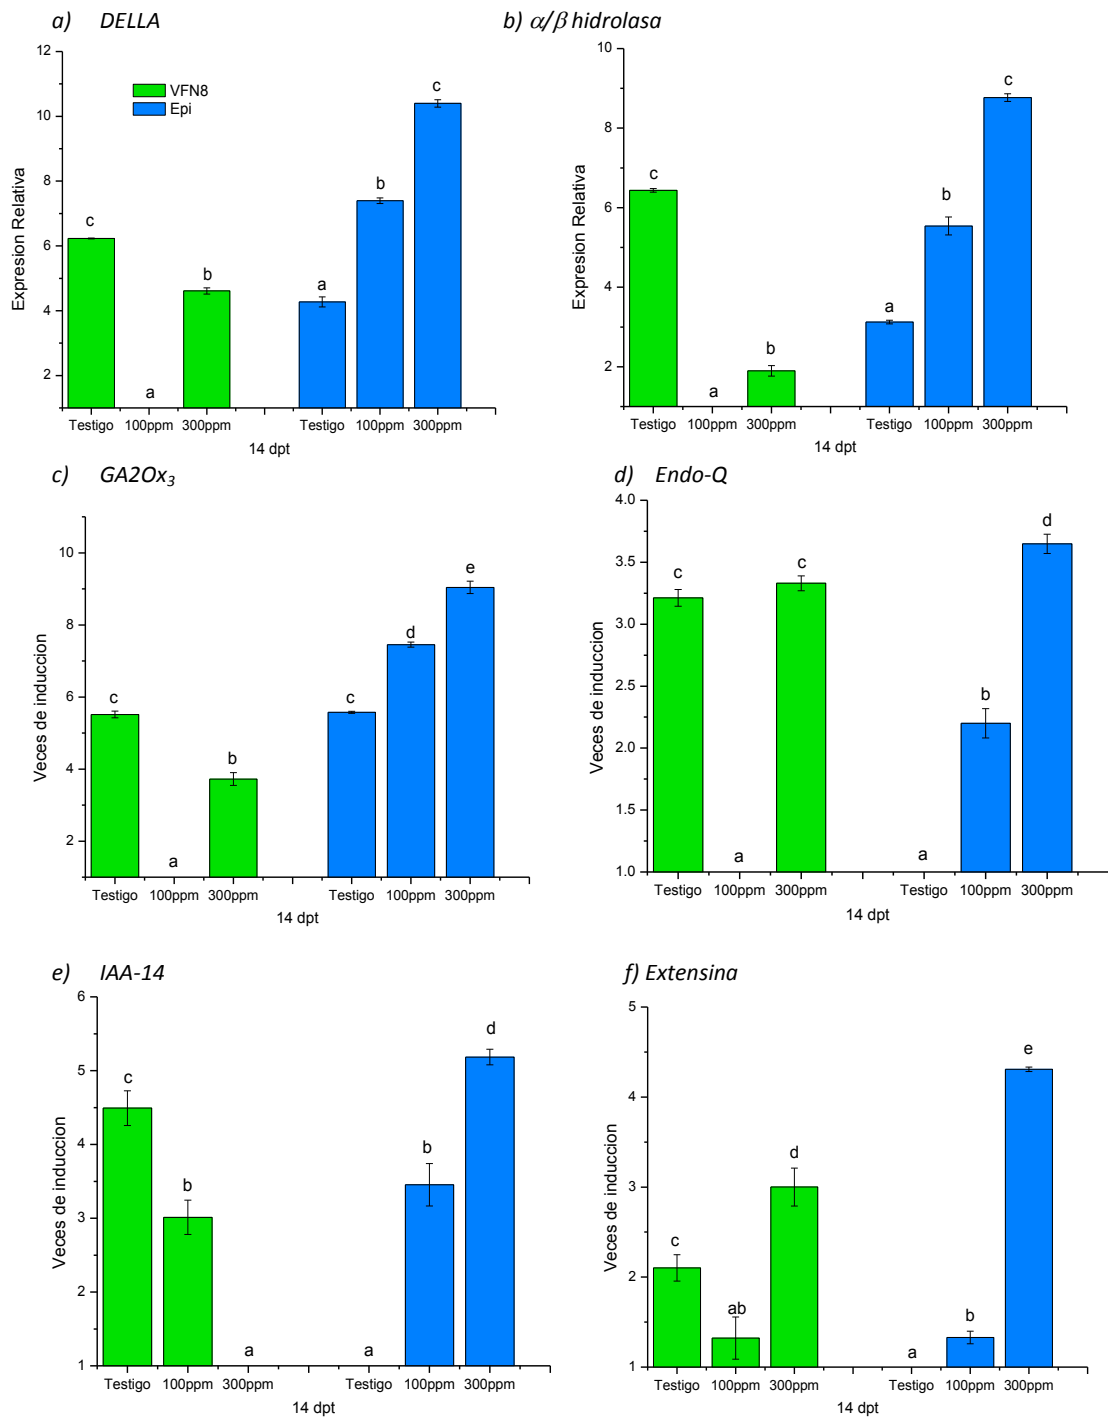 a) DELLA
b) α/β hidrolasa
12
10
8
6
4
2
Expresion Relativa
VFN8
Epi
c
a
b
a
b
c
Testigo 100ppm 300ppm Testigo 100ppm 300ppm
14 dpt
10
8
6
4
2
Expresion Relativa
c
a
b
a
b
c
Testigo 100ppm 300ppm Testigo 100ppm 300ppm
14 dpt
c) GA2Ox₃
d) Endo-Q
10
8
6
4
2
Veces de induccion
c
a
b
c
d
e
Testigo 100ppm 300ppm Testigo 100ppm 300ppm
14 dpt
4.0
3.5
3.0
2.5
2.0
1.5
1.0
Veces de induccion
c
a
c
a
b
d
Testigo 100ppm 300ppm Testigo 100ppm 300ppm
14 dpt
e) IAA-14
f) Extensina
6
5
4
3
2
1
Veces de induccion
c
b
a
a
b
d
Testigo 100ppm 300ppm Testigo 100ppm 300ppm
14 dpt
5
4
3
2
1
Veces de induccion
c
ab
d
a
b
e
Testigo 100ppm 300ppm Testigo 100ppm 300ppm
14 dpt